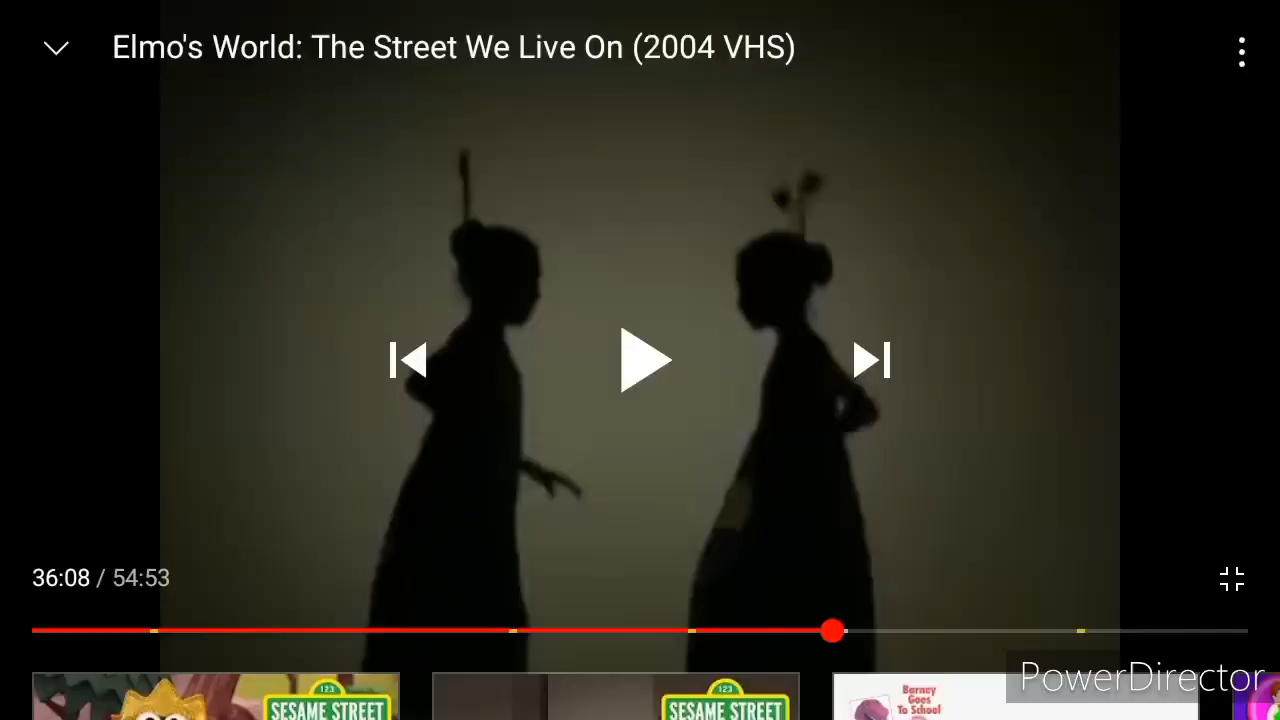 Elmo's World: The Street We Live On (2004 VHS)
36:08 / 54:53
PowerDirector
123
SESAME STREET
123
SESAME STREET
Barney
Goes
To School